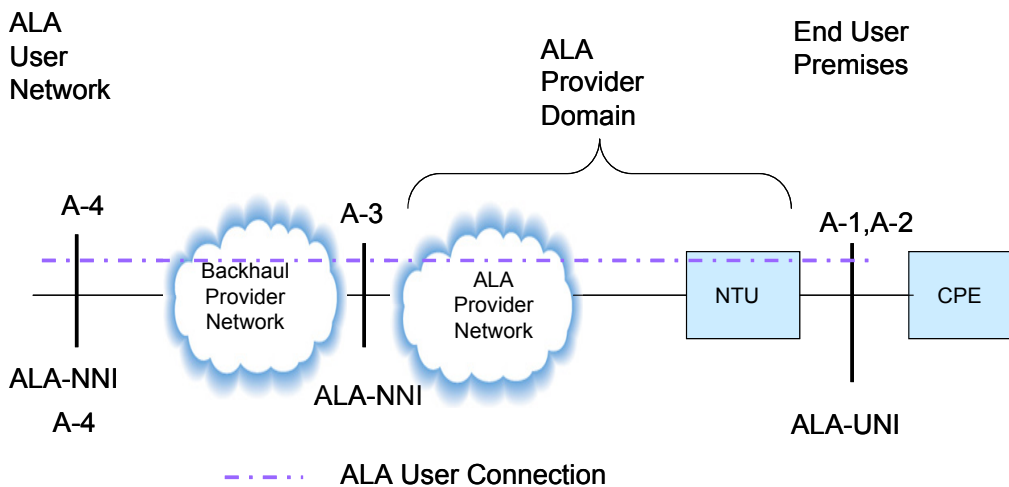 ALA
User
Network
ALA
Provider
Domain
End User
Premises
A-4
A-3
A-1,A-2
Backhaul
Provider
Network
ALA
Provider
Network
NTU
CPE
ALA-NNI
A-4
ALA-NNI
ALA-UNI
ALA User Connection